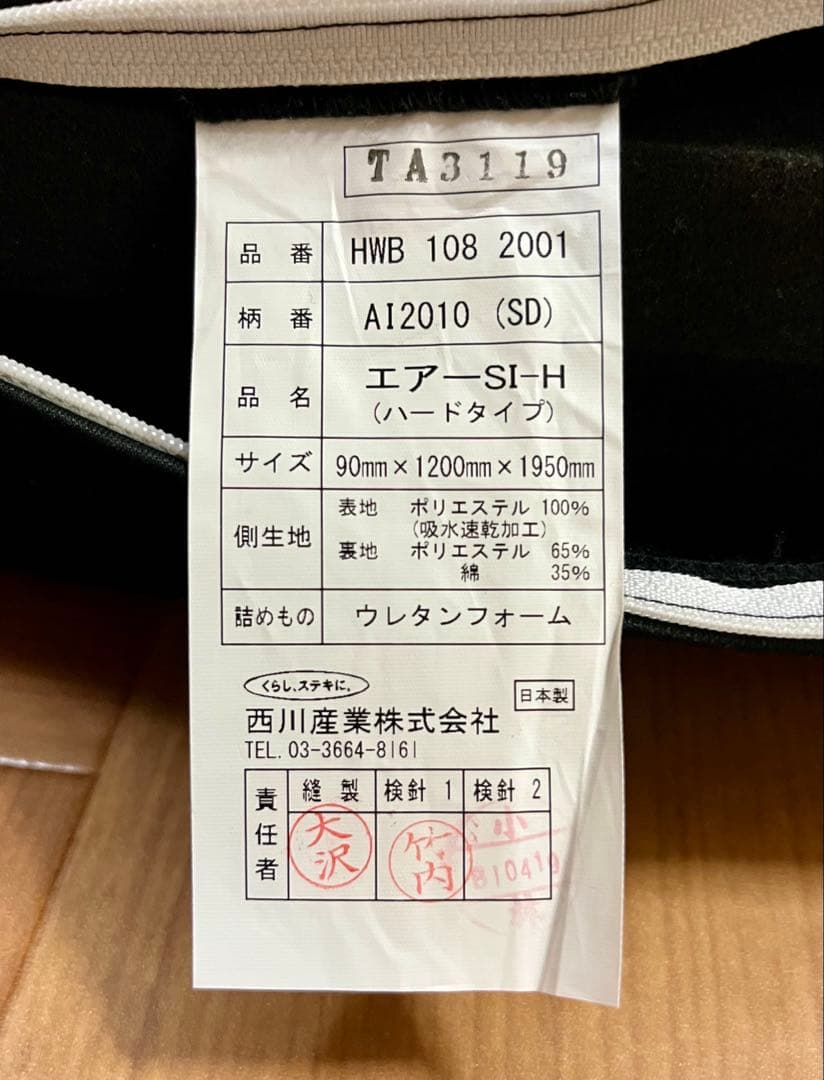 TA3119
品番 HWB 108 2001
柄番 AI2010 (SD)
品名 エアーSI-H
(ハードタイプ)
サイズ 90mm×1200mm×1950mm
側生地 表地 ポリエステル 100%
(吸水速乾加工)
裏地 ポリエステル 65%
綿 35%
詰めもの ウレタンフォーム
くらし、ステキに。
日本製
西川産業株式会社
TEL. 03-3664-8161
責任者 縫製 検針 1 検針 2
大沢 竹内 小
810419